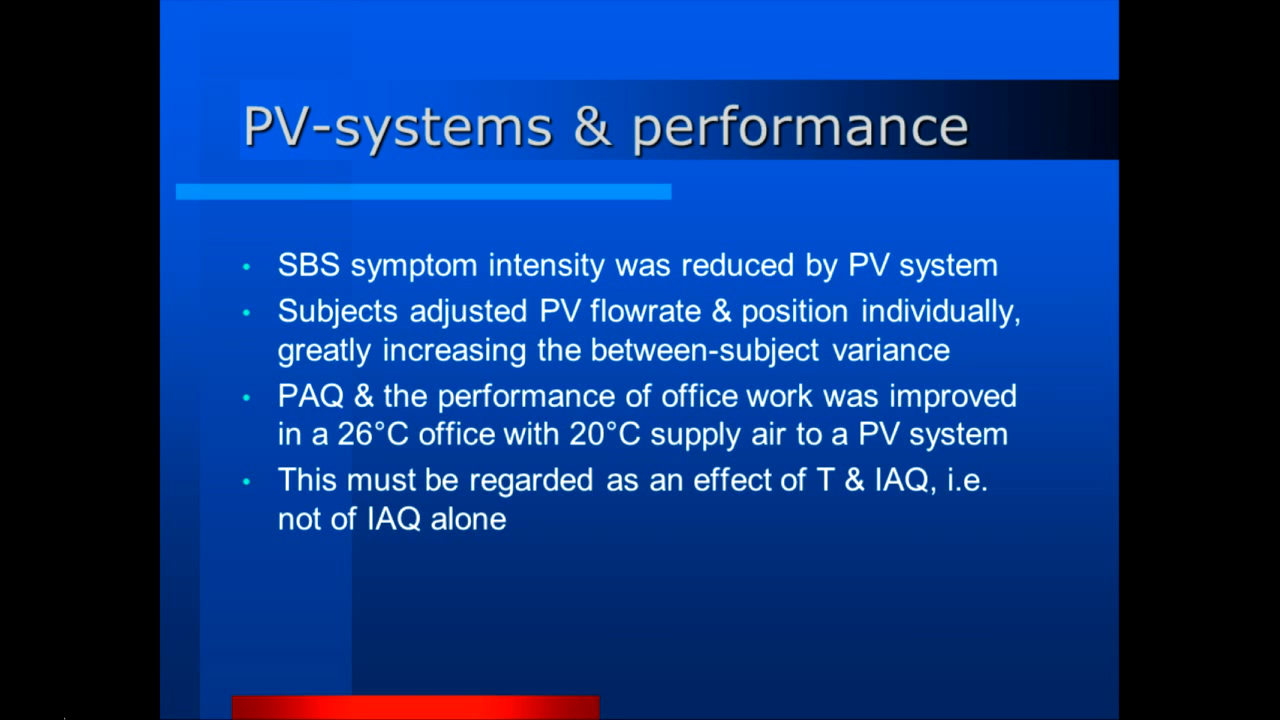 PV-systems & performance
• SBS symptom intensity was reduced by PV system
• Subjects adjusted PV flowrate & position individually,
greatly increasing the between-subject variance
• PAQ & the performance of office work was improved
in a 26°C office with 20°C supply air to a PV system
• This must be regarded as an effect of T & IAQ, i.e.
not of IAQ alone